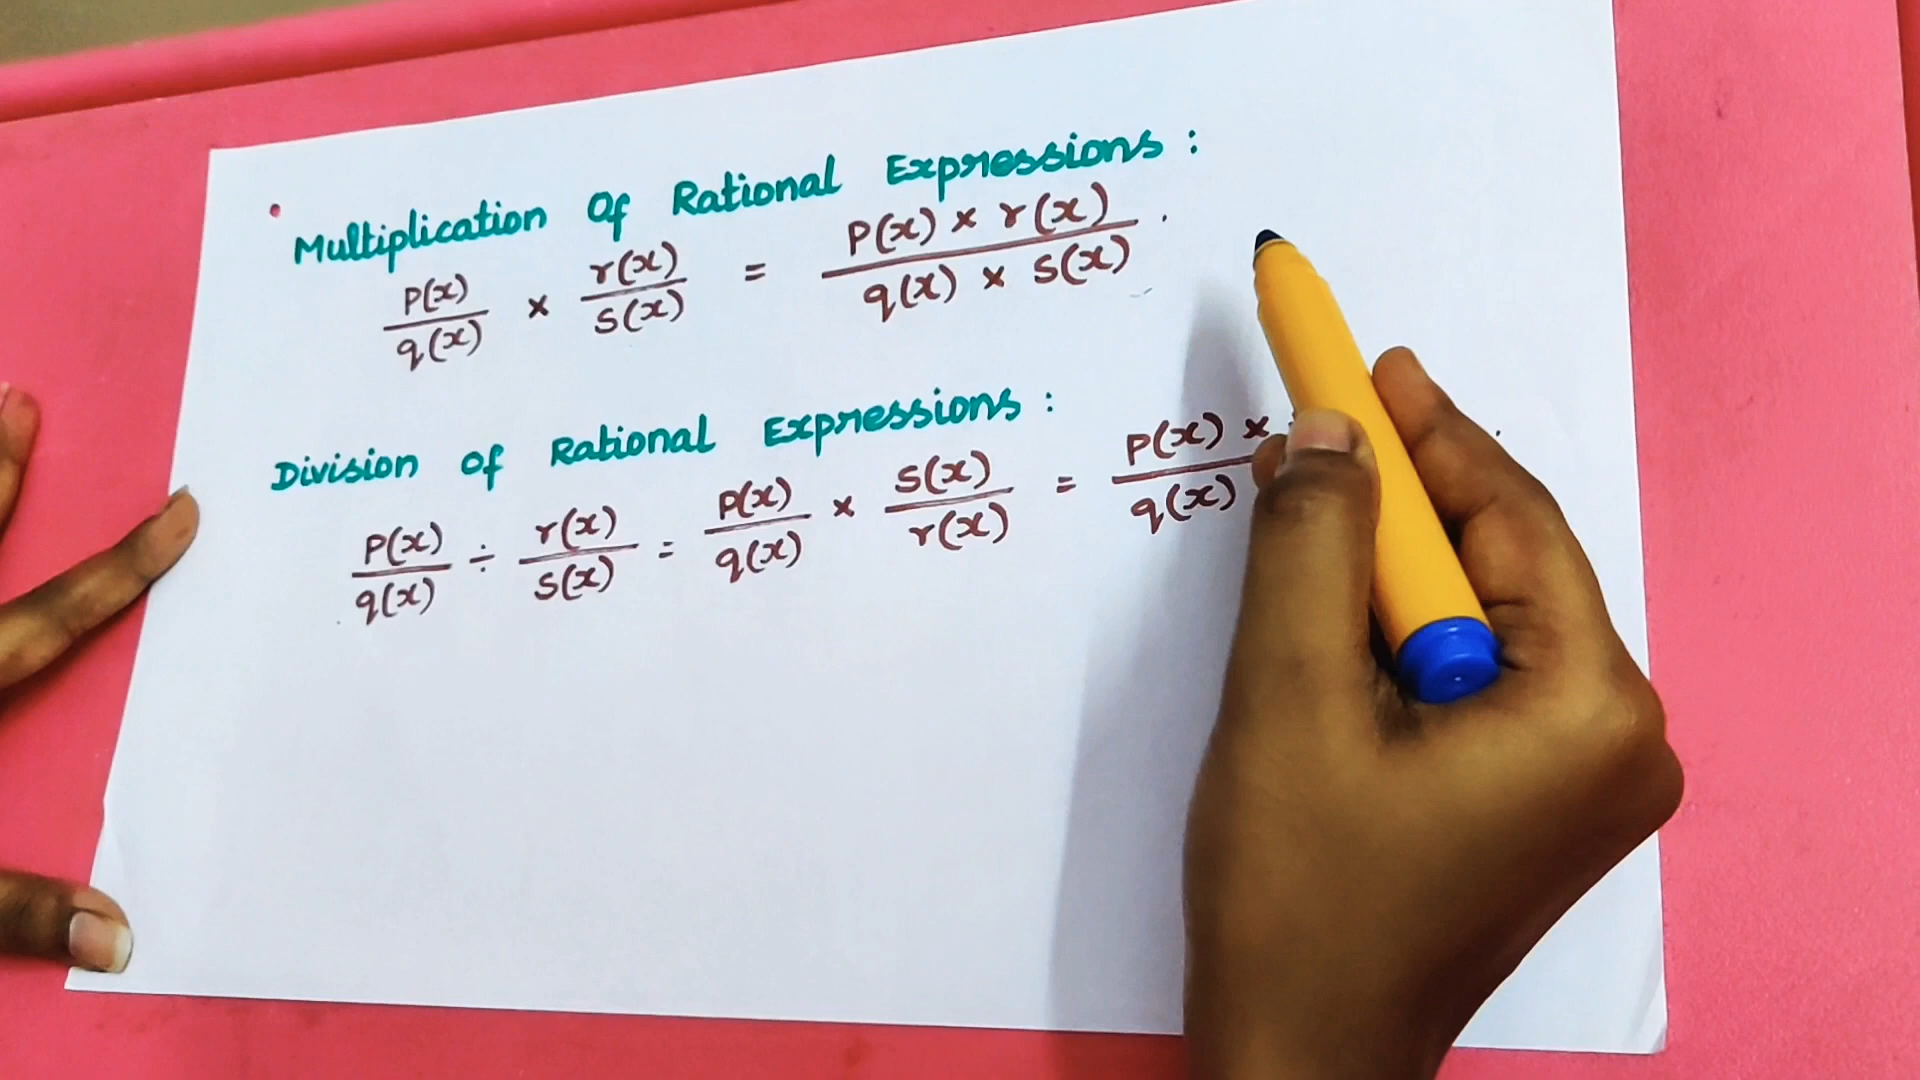 Multiplication Of Rational Expressions :
P(x)/q(x) × r(x)/s(x) = P(x) × r(x)/q(x) × s(x) .
Division of Rational Expressions :
P(x)/q(x) ÷ r(x)/s(x) = P(x)/q(x) × s(x)/r(x) = P(x) ×/q(x)